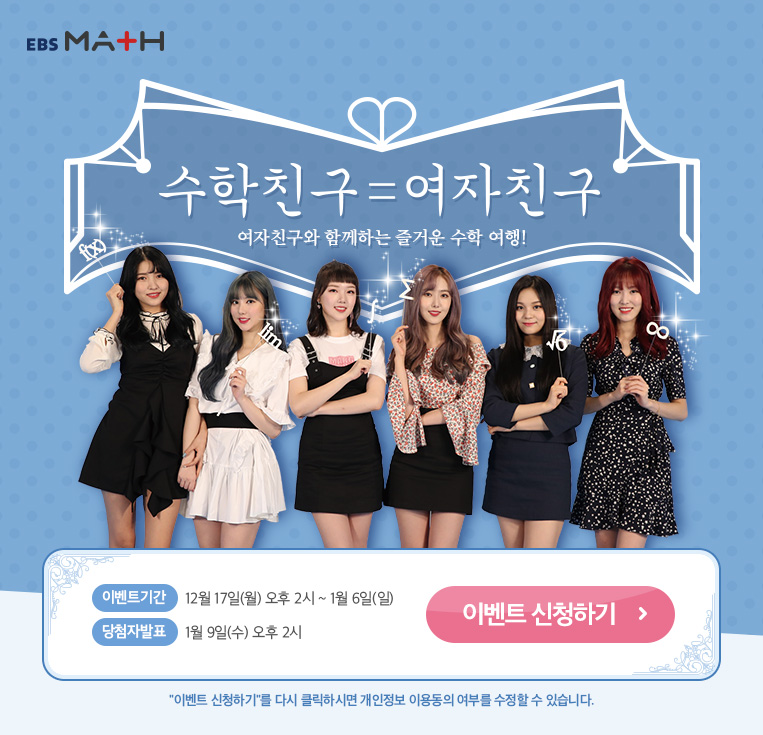 EBS MATH
수학친구=여자친구
여자친구와 함께하는 즐거운 수학 여행!
f(x)
lim
∫
Σ
√a
∞
이벤트기간 12월 17일(월) 오후 2시 ~ 1월 6일(일)
당첨자발표 1월 9일(수) 오후 2시
이벤트 신청하기 >
"이벤트 신청하기"를 다시 클릭하시면 개인정보 이용동의 여부를 수정할 수 있습니다.